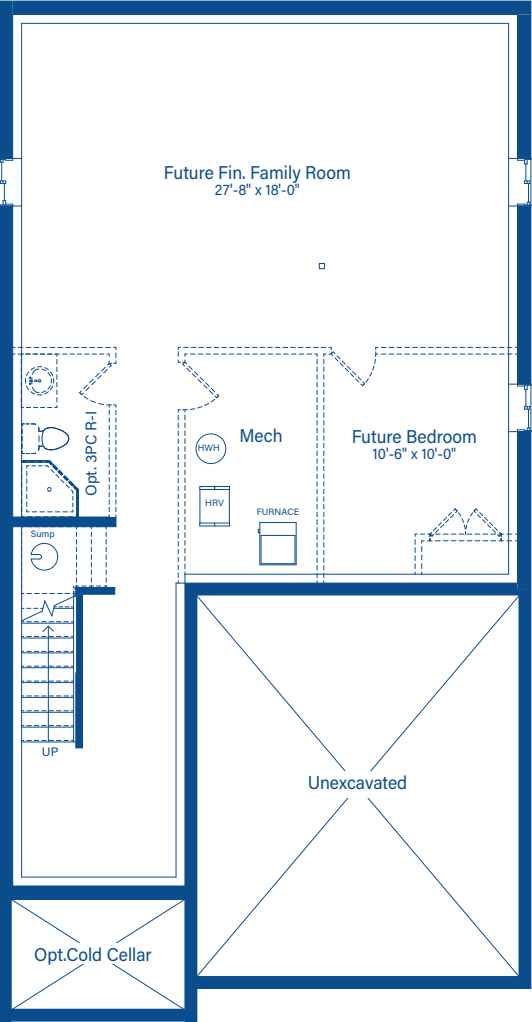 Future Fin. Family Room
27'-8" x 18'-0"
Opt. 3PC R-I
HWH
Mech
Future Bedroom
10'-6" x 10'-0"
HRV
FURNACE
Sump
UP
Unexcavated
Opt.Cold Cellar